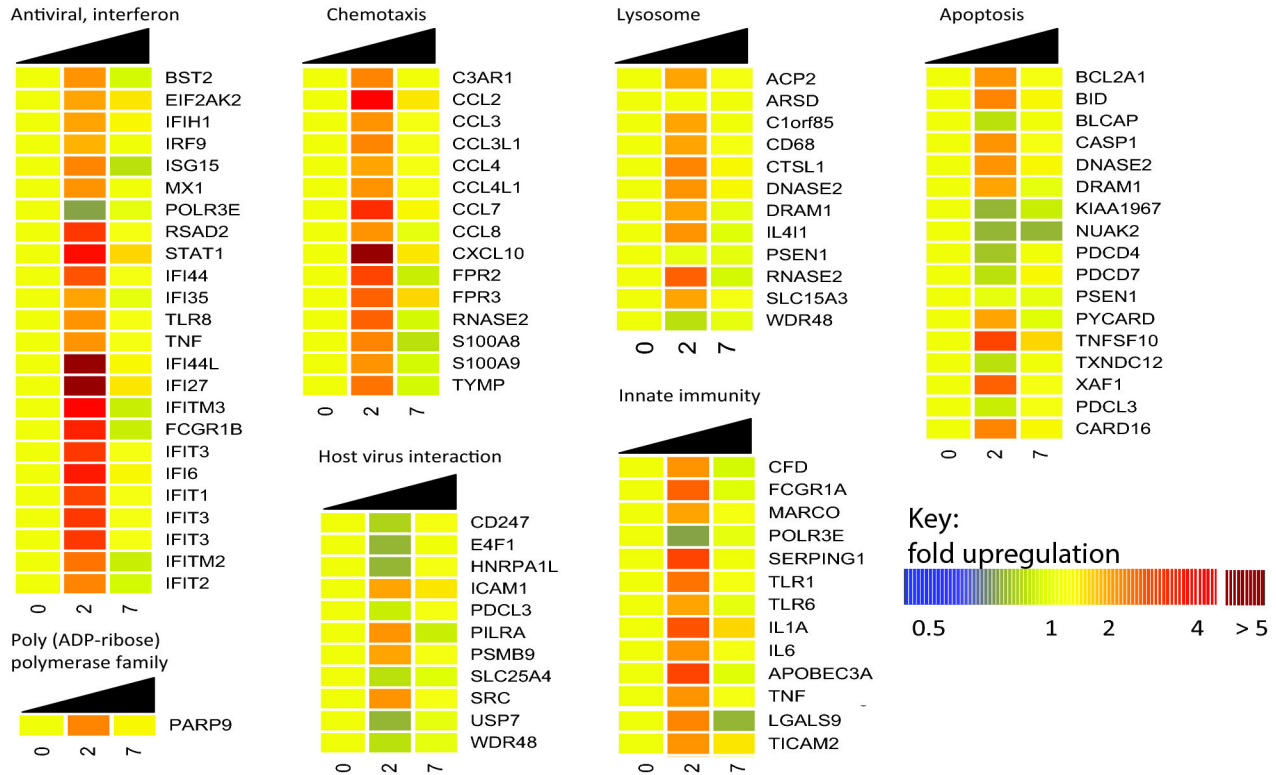 Antiviral, interferon
BST2
EIF2AK2
IFIH1
IRF9
ISG15
MX1
POLR3E
RSAD2
STAT1
IFI44
IFI35
TLR8
TNF
IFI44L
IFI27
IFITM3
FCGR1B
IFIT3
IFI6
IFIT1
IFIT3
IFIT3
IFITM2
IFIT2
0 2 7
Poly (ADP-ribose)
polymerase family
PARP9
0 2 7
Chemotaxis
C3AR1
CCL2
CCL3
CCL3L1
CCL4
CCL4L1
CCL7
CCL8
CXCL10
FPR2
FPR3
RNASE2
S100A8
S100A9
TYMP
0 2 7
Host virus interaction
CD247
E4F1
HNRPA1L
ICAM1
PDCL3
PILRA
PSMB9
SLC25A4
SRC
USP7
WDR48
0 2 7
Lysosome
ACP2
ARSD
C1orf85
CD68
CTSL1
DNASE2
DRAM1
IL4I1
PSEN1
RNASE2
SLC15A3
WDR48
0 2 7
Innate immunity
CFD
FCGR1A
MARCO
POLR3E
SERPING1
TLR1
TLR6
IL1A
IL6
APOBEC3A
TNF
LGALS9
TICAM2
0 2 7
Apoptosis
BCL2A1
BID
BLCAP
CASP1
DNASE2
DRAM1
KIAA1967
NUAK2
PDCD4
PDCD7
PSEN1
PYCARD
TNFSF10
TXNDC12
XAF1
PDCL3
CARD16
0 2 7
Key:
fold upregulation
0.5 1 2 4 > 5